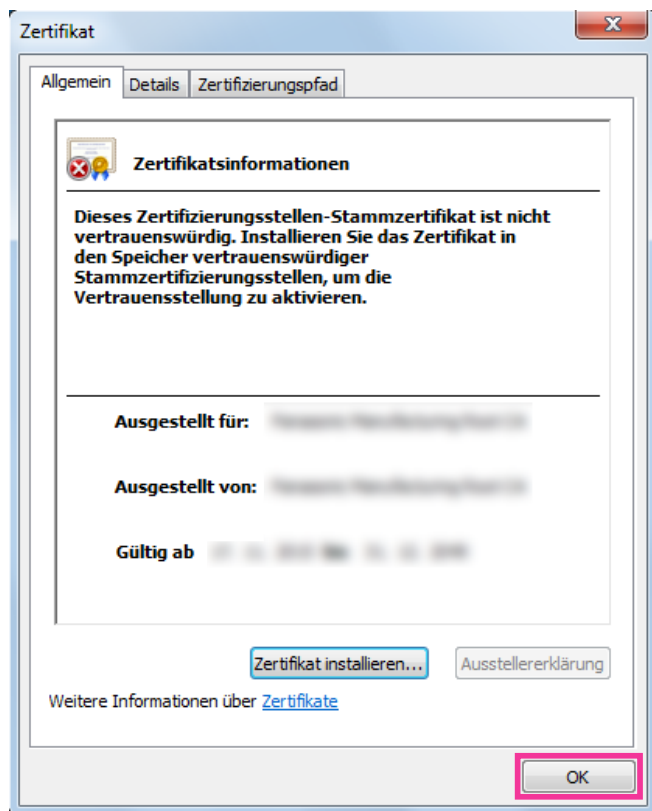 Zertifikat
Allgemein Details Zertifizierungspfad
Zertifikatsinformationen
Dieses Zertifizierungsstellen-Stammzertifikat ist nicht
vertrauenswürdig. Installieren Sie das Zertifikat in
den Speicher vertrauenswürdiger
Stammzertifizierungsstellen, um die
Vertrauensstellung zu aktivieren.
Ausgestellt für:
Ausgestellt von:
Gültig ab
Zertifikat installieren... Ausstellererklärung
Weitere Informationen über Zertifikate
OK